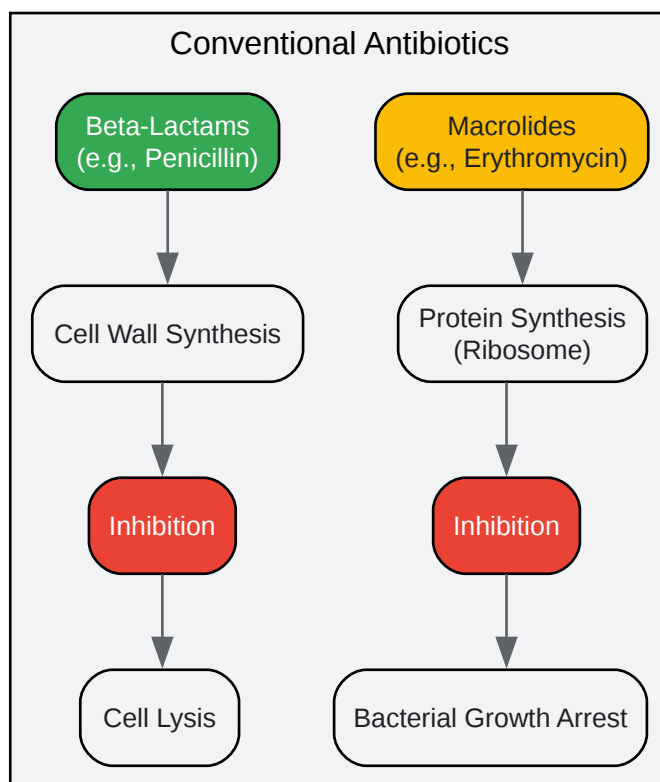 Conventional Antibiotics
Beta-Lactams
(e.g., Penicillin)
Macrolides
(e.g., Erythromycin)
Cell Wall Synthesis
Protein Synthesis
(Ribosome)
Inhibition
Inhibition
Cell Lysis
Bacterial Growth Arrest